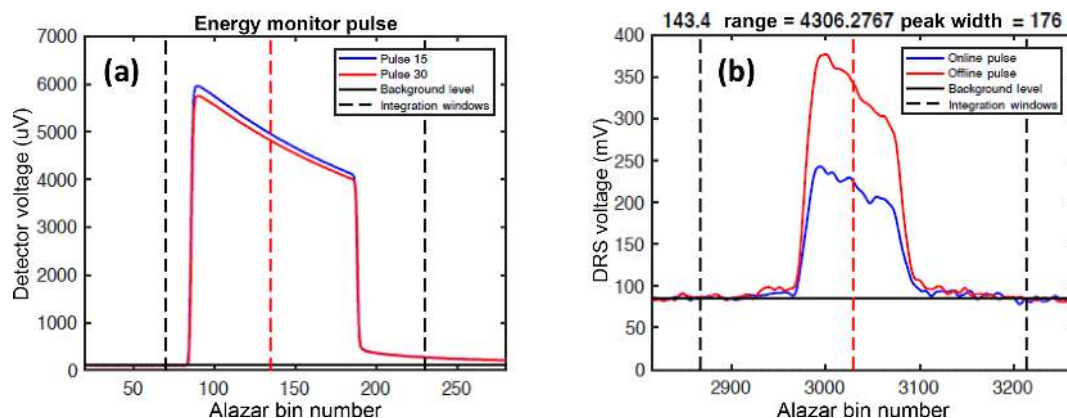 Energy monitor pulse
(a)
Pulse 15
Pulse 30
Background level
Integration windows
7000
6000
5000
4000
3000
2000
1000
0
Detector voltage (uV)
50 100 150 200 250
Alazar bin number
143.4 range = 4306.2767 peak width = 176
(b)
Online pulse
Offline pulse
Background level
Integration windows
400
350
300
250
200
150
100
50
0
DRS voltage (mV)
2900 3000 3100 3200
Alazar bin number